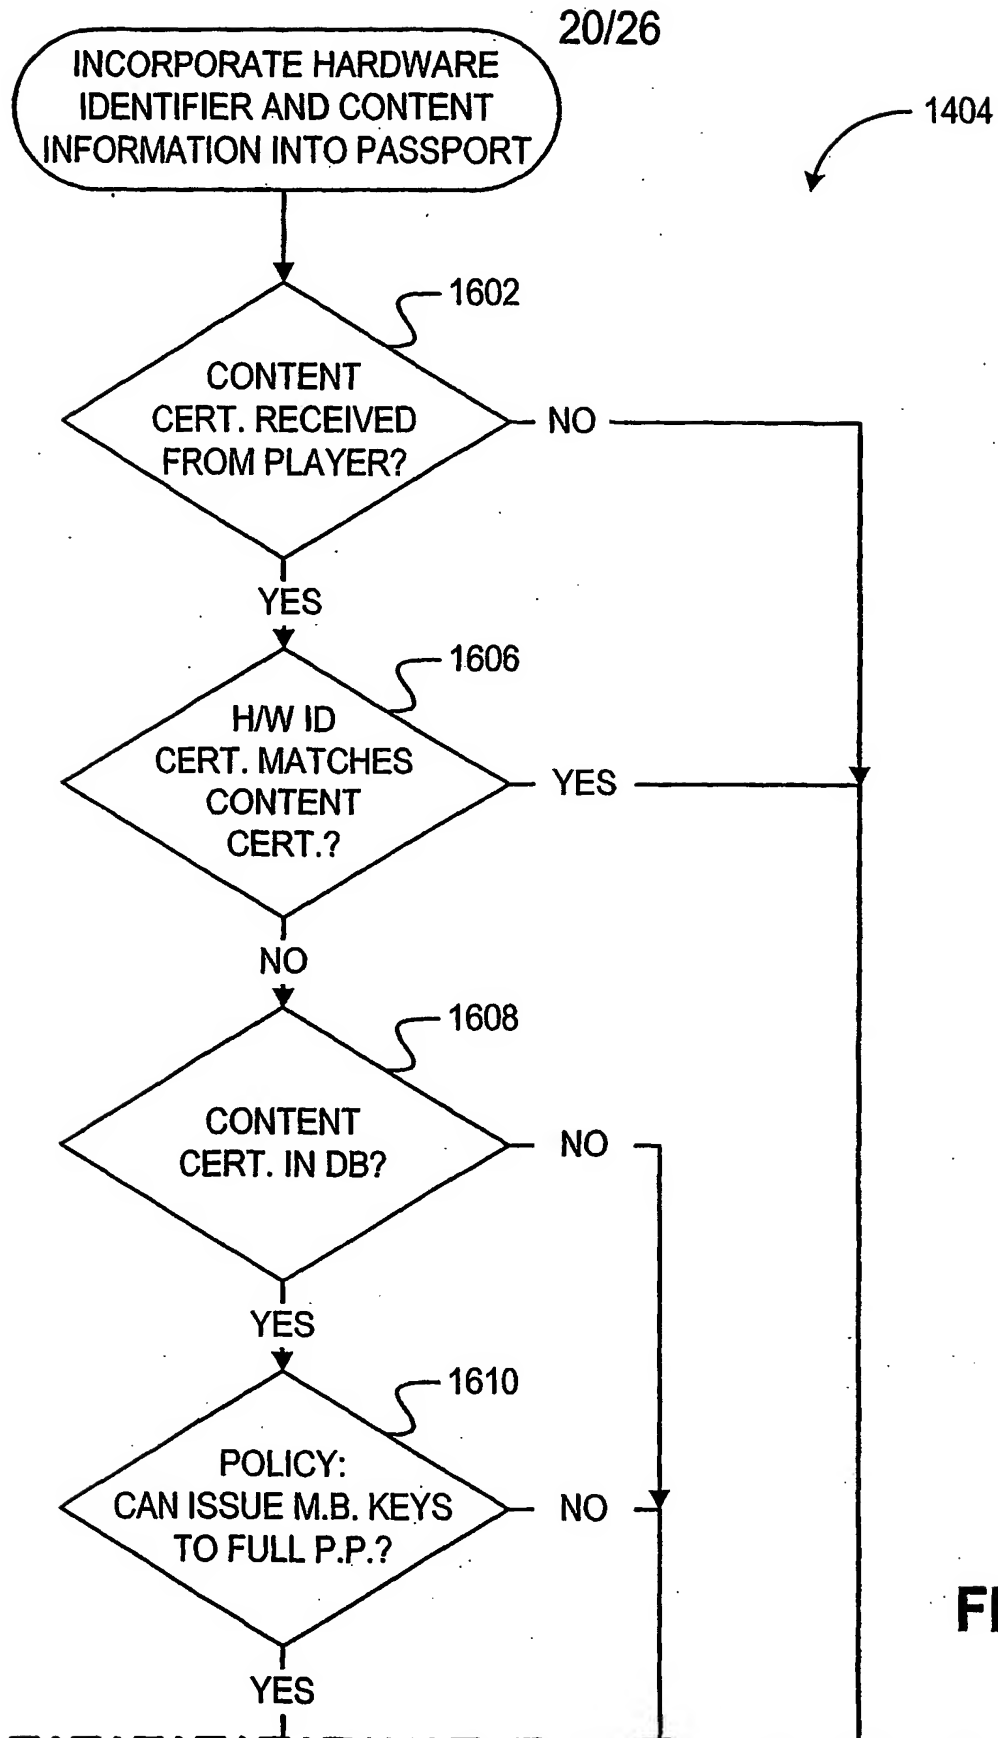 20/26
INCORPORATE HARDWARE
IDENTIFIER AND CONTENT
INFORMATION INTO PASSPORT
1404
1602
CONTENT
CERT. RECEIVED
FROM PLAYER?
NO
YES
1606
H/W ID
CERT. MATCHES
CONTENT
CERT.?
YES
NO
1608
CONTENT
CERT. IN DB?
NO
YES
1610
POLICY:
CAN ISSUE M.B. KEYS
TO FULL P.P.?
NO
YES